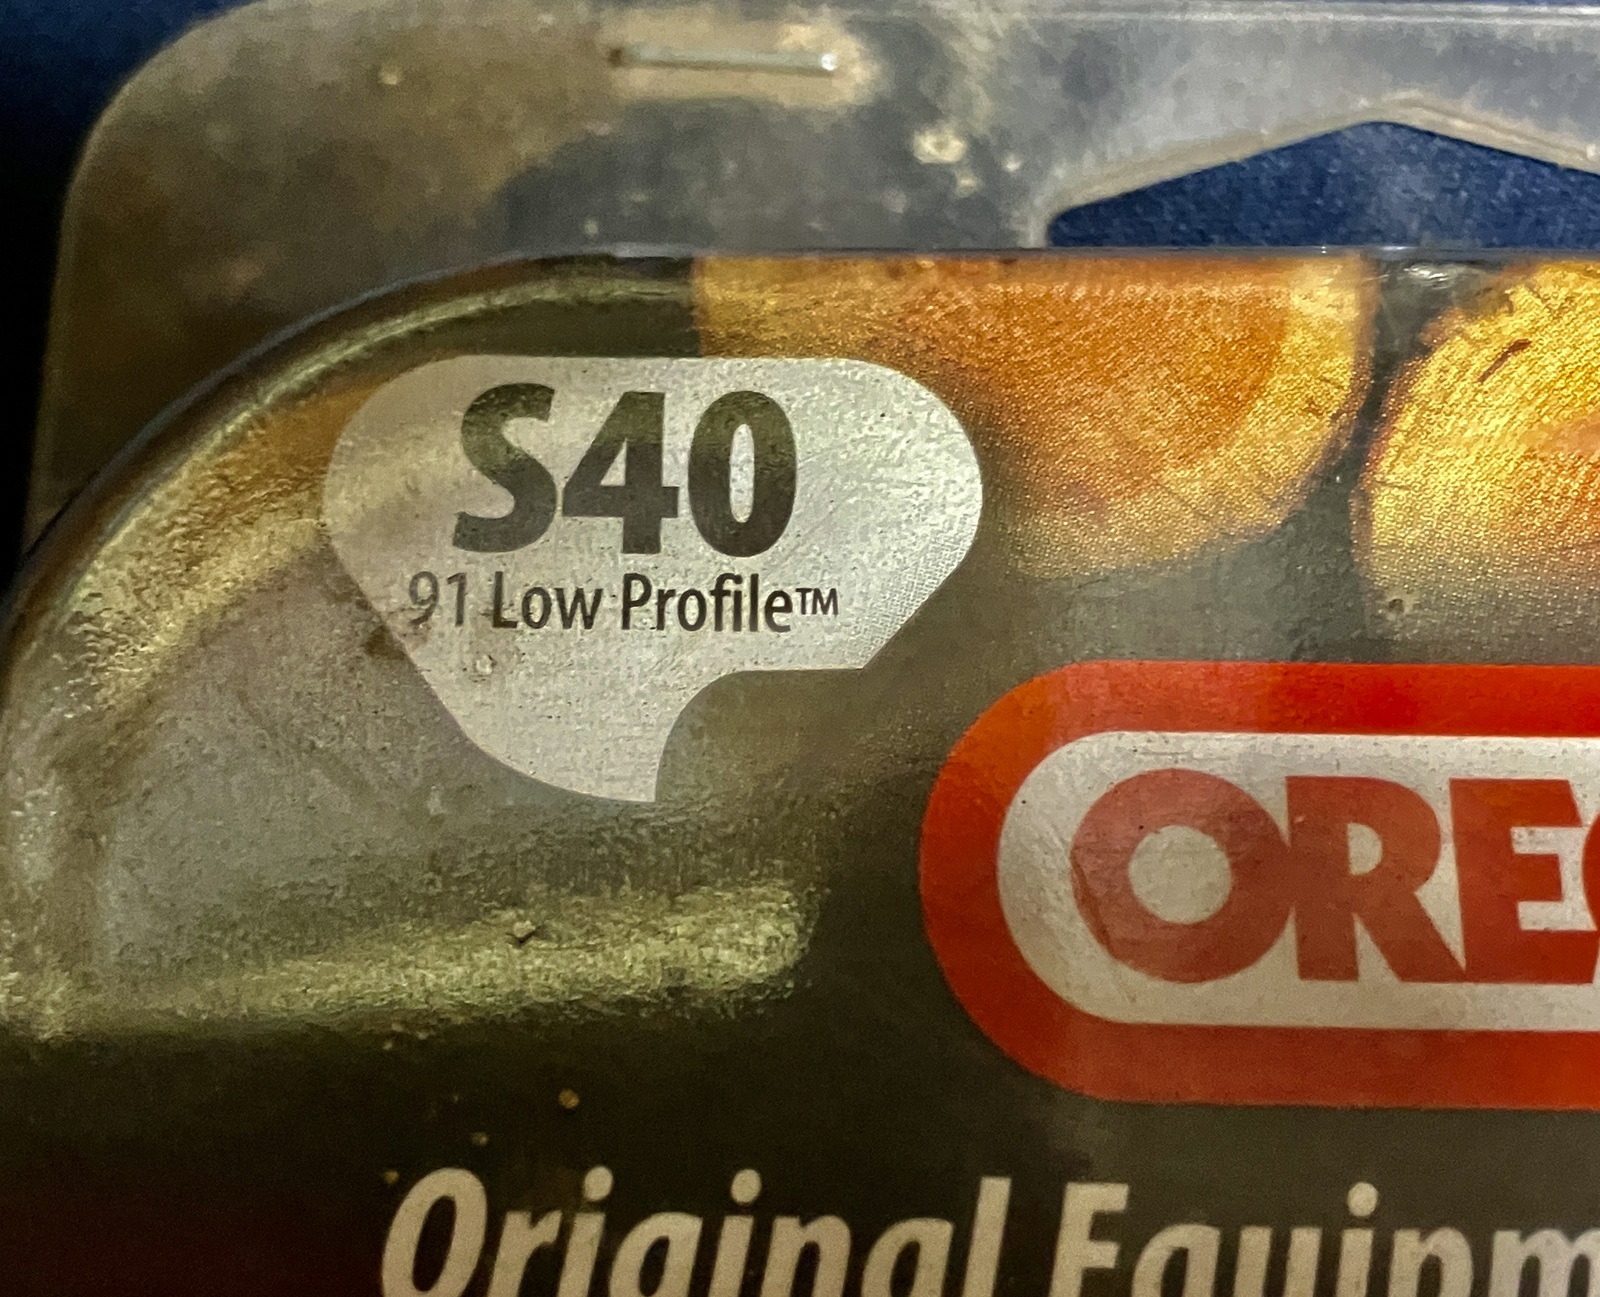 S40
91 Low Profile™
ORE
Original Equipm